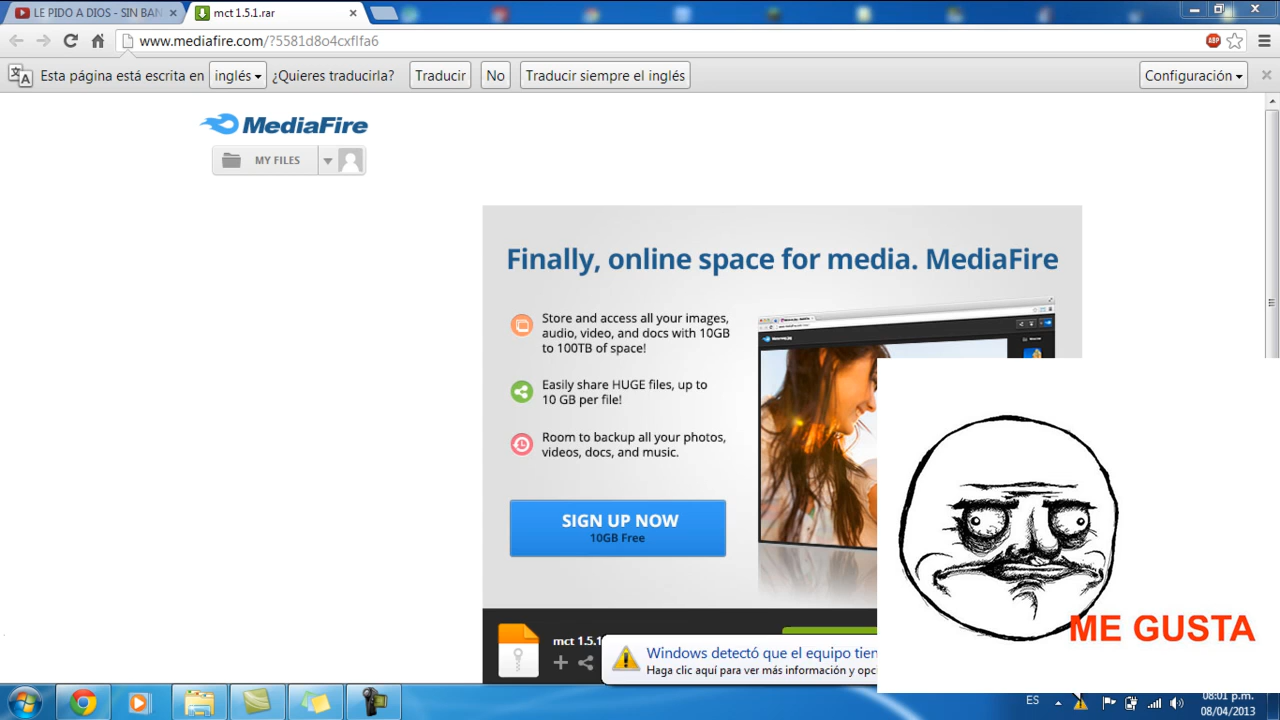 LE PIDO A DIOS - SIN BAN
mct 1.5.1.rar
www.mediafire.com/?5581d8o4cxflfa6
ABP
Esta página está escrita en inglés ¿Quieres traducirla? Traducir No Traducir siempre el inglés Configuración
MediaFire
MY FILES
Finally, online space for media. MediaFire
Store and access all your images,
audio, video, and docs with 10GB
to 100TB of space!
Easily share HUGE files, up to
10 GB per file!
Room to backup all your photos,
videos, docs, and music.
SIGN UP NOW
10GB Free
ME GUSTA
mct 1.5.1
Windows detectó que el equipo tien
Haga clic aquí para ver más información y opci
ES
08:01 p.m.
08/04/2013